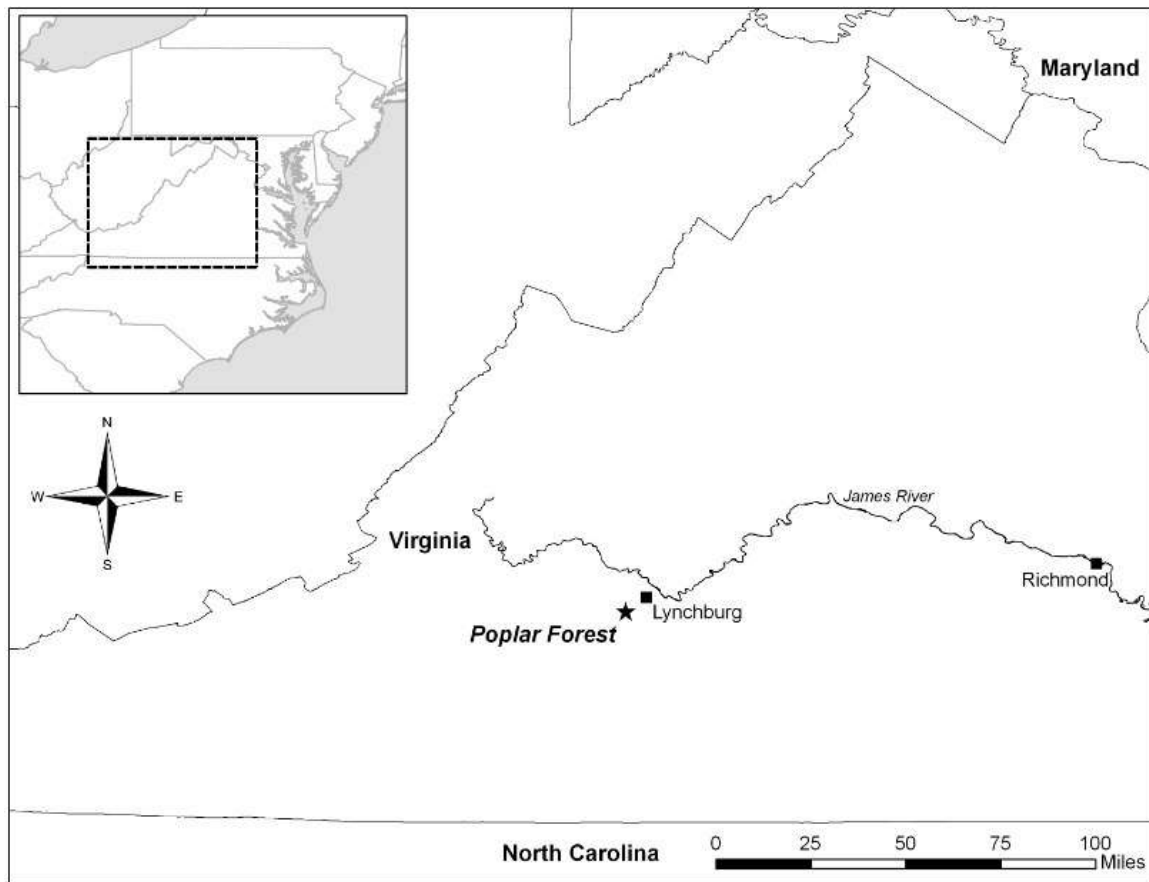 Maryland
N
W E
S
James River
Virginia
Richmond
Lynchburg
Poplar Forest
North Carolina
0 25 50 75 100
Miles